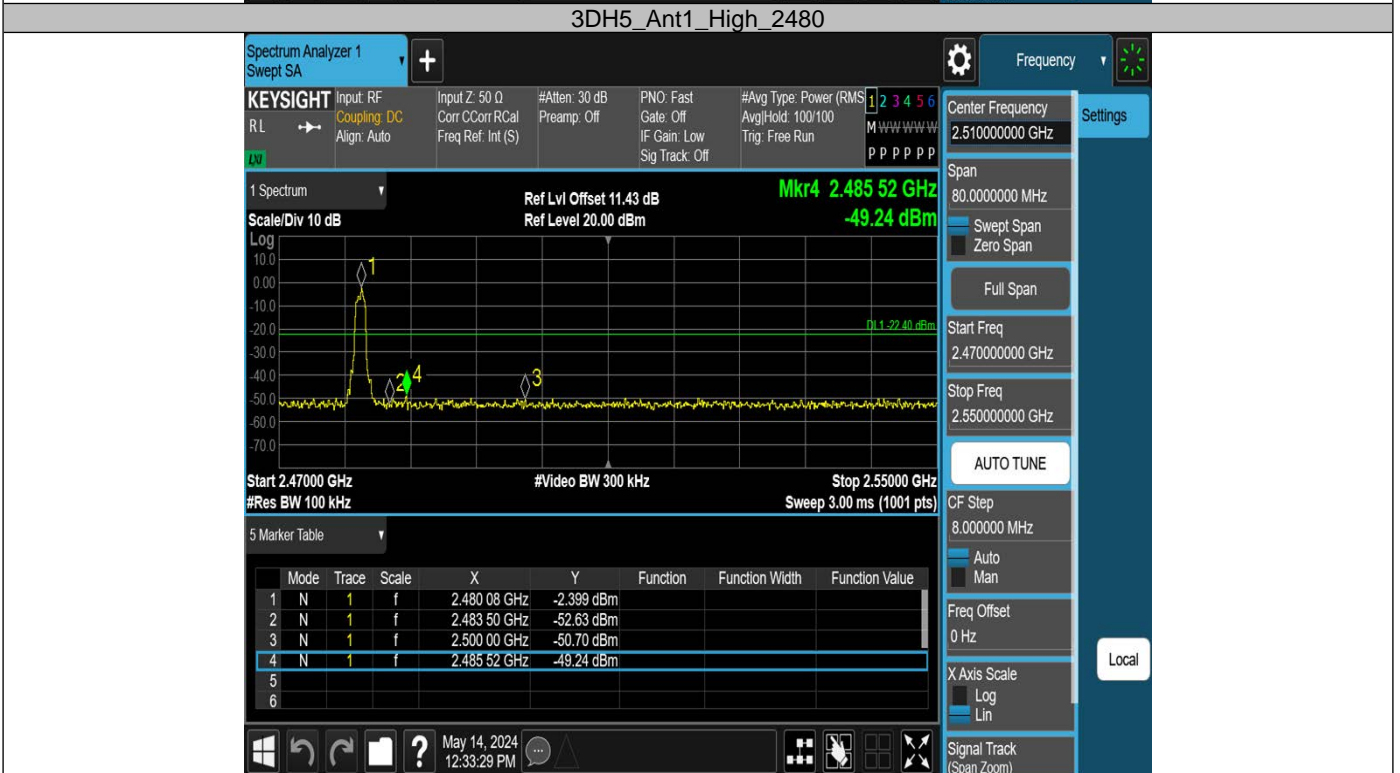 3DH5_Ant1_High_2480
Spectrum Analyzer 1
Swept SA
+
Frequency
KEYSIGHT
RL
LXI
Input: RF
Coupling: DC
Align: Auto
Input Z: 50 Ω
Corr CCorr RCal
Freq Ref: Int (S)
#Atten: 30 dB
Preamp: Off
PNO: Fast
Gate: Off
IF Gain: Low
Sig Track: Off
#Avg Type: Power (RMS
Avg|Hold: 100/100
Trig: Free Run
1 2 3 4 5 6
M W W W W W
P P P P P P
1 Spectrum
Scale/Div 10 dB
Ref Lvl Offset 11.43 dB
Ref Level 20.00 dBm
Mkr4 2.485 52 GHz
-49.24 dBm
Log
10.0
0.00
-10.0
-20.0
-30.0
-40.0
-50.0
-60.0
-70.0
1
2
4
3
DL1 -22.40 dBm
Start 2.47000 GHz
#Res BW 100 kHz
#Video BW 300 kHz
Stop 2.55000 GHz
Sweep 3.00 ms (1001 pts)
5 Marker Table
Mode Trace Scale X Y Function Function Width Function Value
1 N 1 f 2.480 08 GHz -2.399 dBm
2 N 1 f 2.483 50 GHz -52.63 dBm
3 N 1 f 2.500 00 GHz -50.70 dBm
4 N 1 f 2.485 52 GHz -49.24 dBm
5
6
?
May 14, 2024
12:33:29 PM
Center Frequency
2.510000000 GHz
Settings
Span
80.0000000 MHz
Swept Span
Zero Span
Full Span
Start Freq
2.470000000 GHz
Stop Freq
2.550000000 GHz
AUTO TUNE
CF Step
8.000000 MHz
Auto
Man
Freq Offset
0 Hz
Local
X Axis Scale
Log
Lin
Signal Track
(Span Zoom)